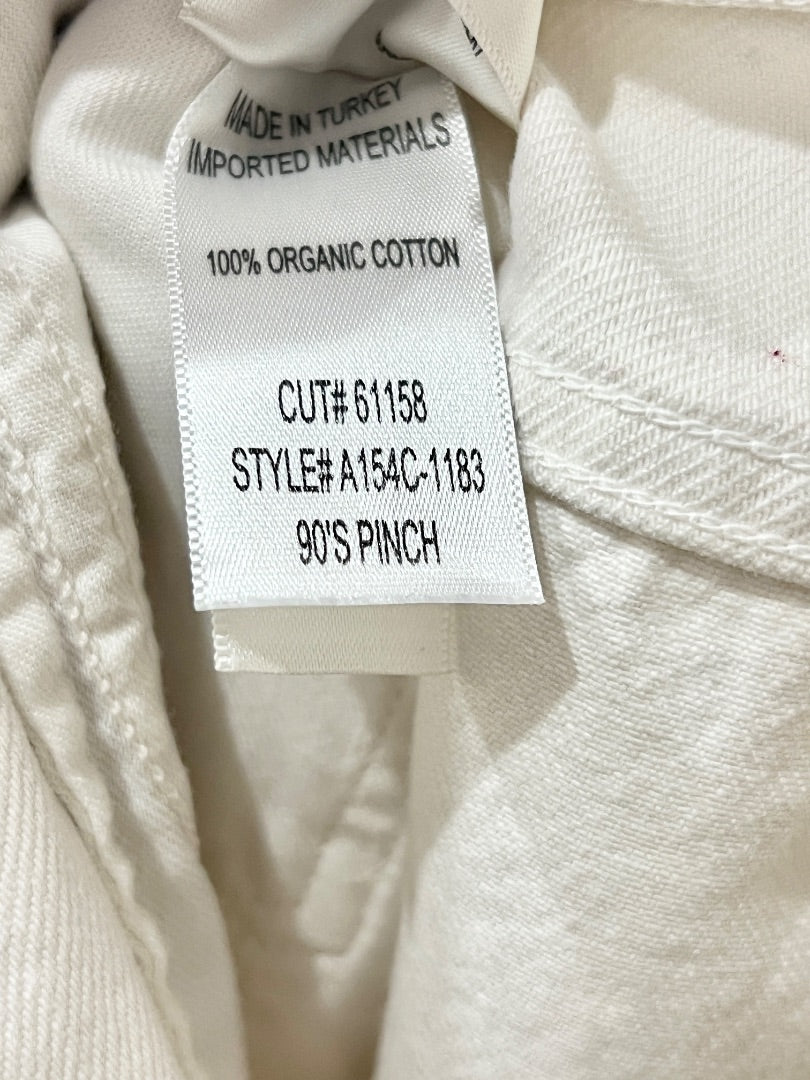 MADE IN TURKEY
IMPORTED MATERIALS
100% ORGANIC COTTON
CUT# 61158
STYLE# A154C-1183
90'S PINCH